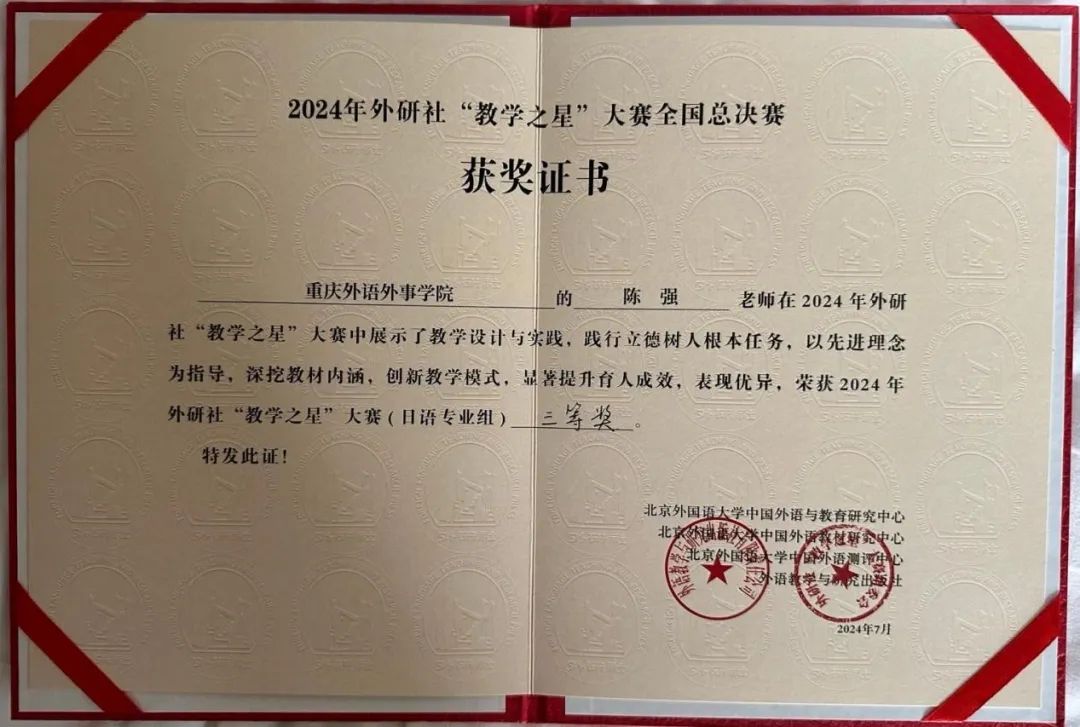 2024年外研社“教学之星”大赛全国总决赛
获奖证书
重庆外语外事学院 的 陈 强 老师在 2024 年外研
社“教学之星”大赛中展示了教学设计与实践，践行立德树人根本任务，以先进理念
为指导，深挖教材内涵，创新教学模式，显著提升育人成效，表现优异，荣获 2024 年
外研社“教学之星”大赛（日语专业组） 三等奖 。
特发此证！
北京外国语大学中国外语与教育研究中心
北京外国语大学中国外语教材研究中心
北京外国语大学中国外语测评中心
外语教学与研究出版社
2024年7月